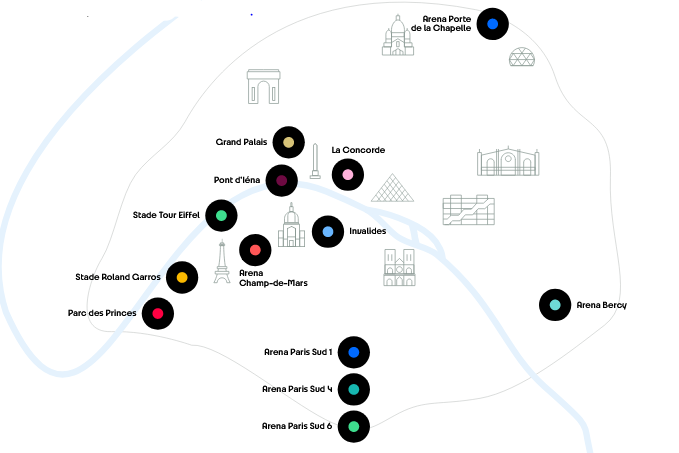 Arena Porte
de la Chapelle
Grand Palais
La Concorde
Pont d'Iéna
Stade Tour Eiffel
Invalides
Arena
Champ-de-Mars
Stade Roland Garros
Parc des Princes
Arena Bercy
Arena Paris Sud 1
Arena Paris Sud 4
Arena Paris Sud 6